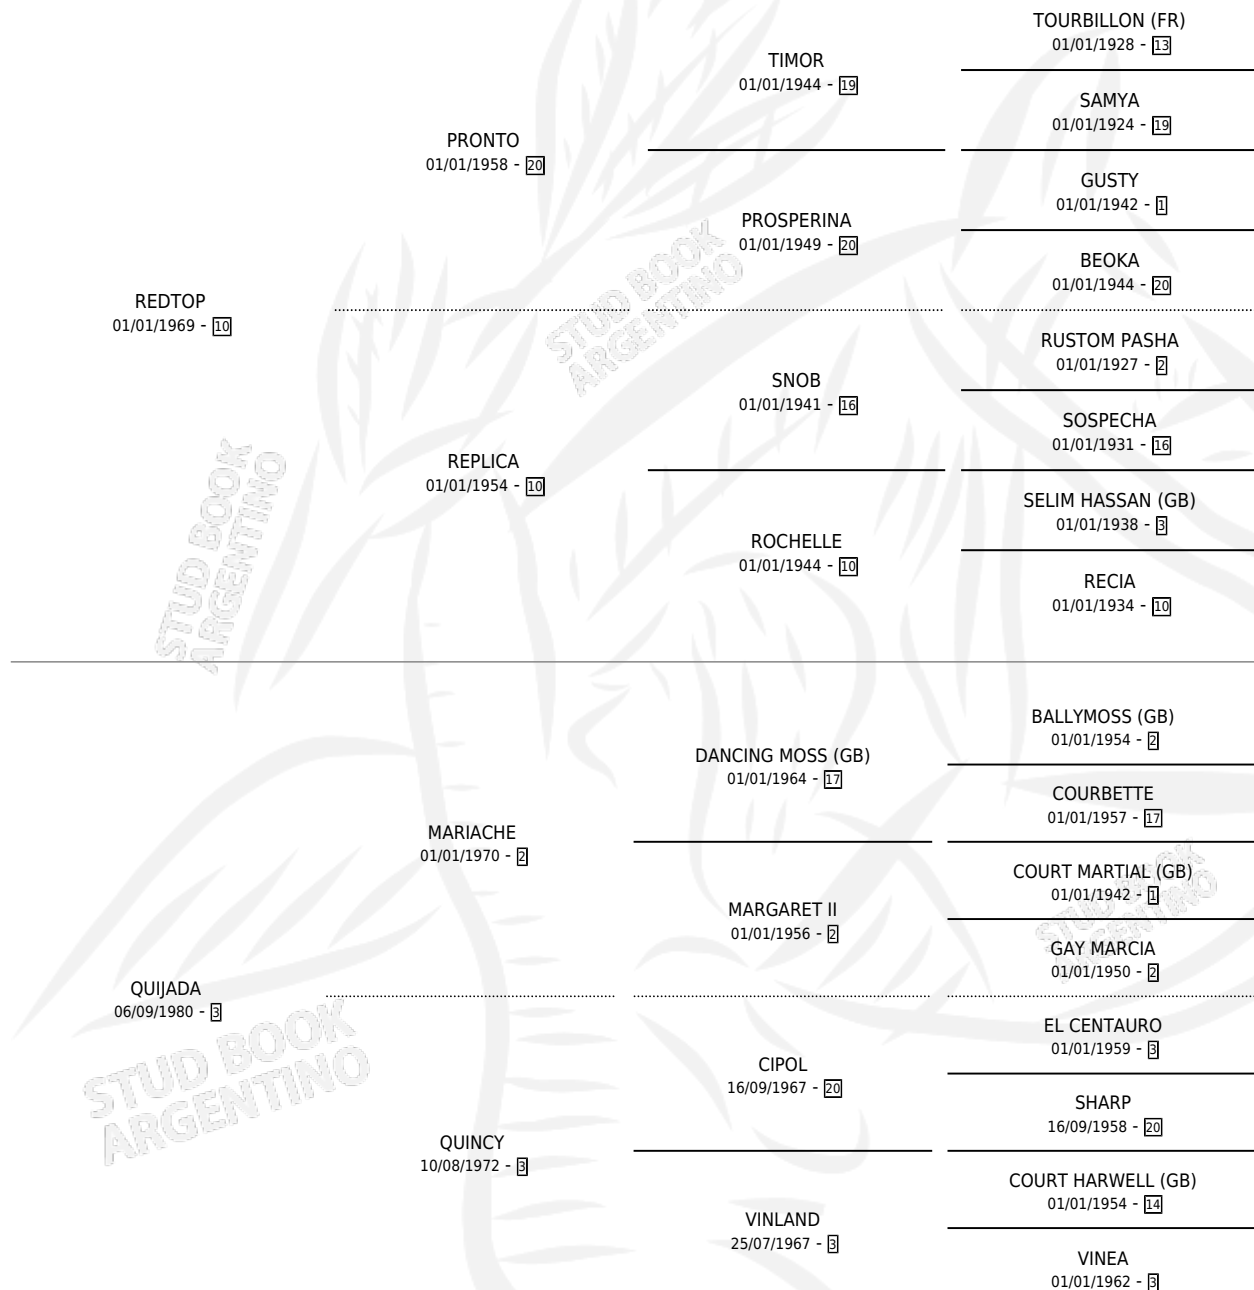 TOURBILLON (FR)
01/01/1928 - 13
TIMOR
01/01/1944 - 19
SAMYA
01/01/1924 - 19
PRONTO
01/01/1958 - 20
GUSTY
01/01/1942 - 1
PROSPERINA
01/01/1949 - 20
BEOKA
01/01/1944 - 20
REDTOP
01/01/1969 - 10
RUSTOM PASHA
01/01/1927 - 2
SNOB
01/01/1941 - 16
SOSPECHA
01/01/1931 - 16
REPLICA
01/01/1954 - 10
SELIM HASSAN (GB)
01/01/1938 - 3
ROCHELLE
01/01/1944 - 10
RECIA
01/01/1934 - 10
BALLYMOSS (GB)
01/01/1954 - 2
DANCING MOSS (GB)
01/01/1964 - 17
COURBETTE
01/01/1957 - 17
MARIACHE
01/01/1970 - 2
COURT MARTIAL (GB)
01/01/1942 - 1
MARGARET II
01/01/1956 - 2
GAY MARCIA
01/01/1950 - 2
QUIJADA
06/09/1980 - 3
EL CENTAURO
01/01/1959 - 3
CIPOL
16/09/1967 - 20
SHARP
16/09/1958 - 20
QUINCY
10/08/1972 - 3
COURT HARWELL (GB)
01/01/1954 - 14
VINLAND
25/07/1967 - 3
VINEA
01/01/1962 - 3
STUD BOOK
ARGENTINO
STUD BOOK
ARGENTINO
STUD BOOK
ARGENTINO
STUD BOOK
ARGENTINO